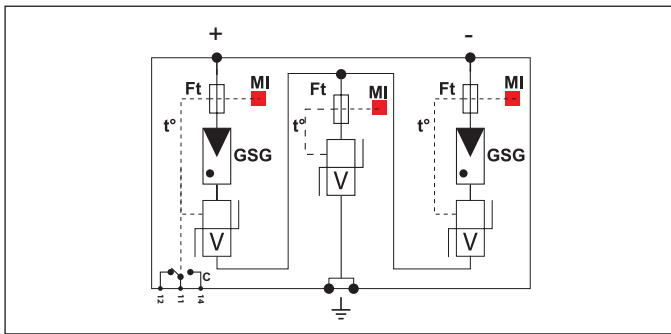 + -
Ft MI Ft MI Ft MI
t° t° t°
GSG GSG
V V V
C
12 11 14